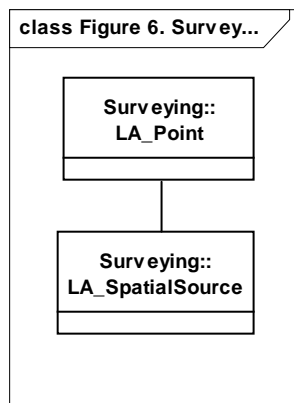 class Figure 6. Survey...
Surveying::
LA_Point
Surveying::
LA_SpatialSource